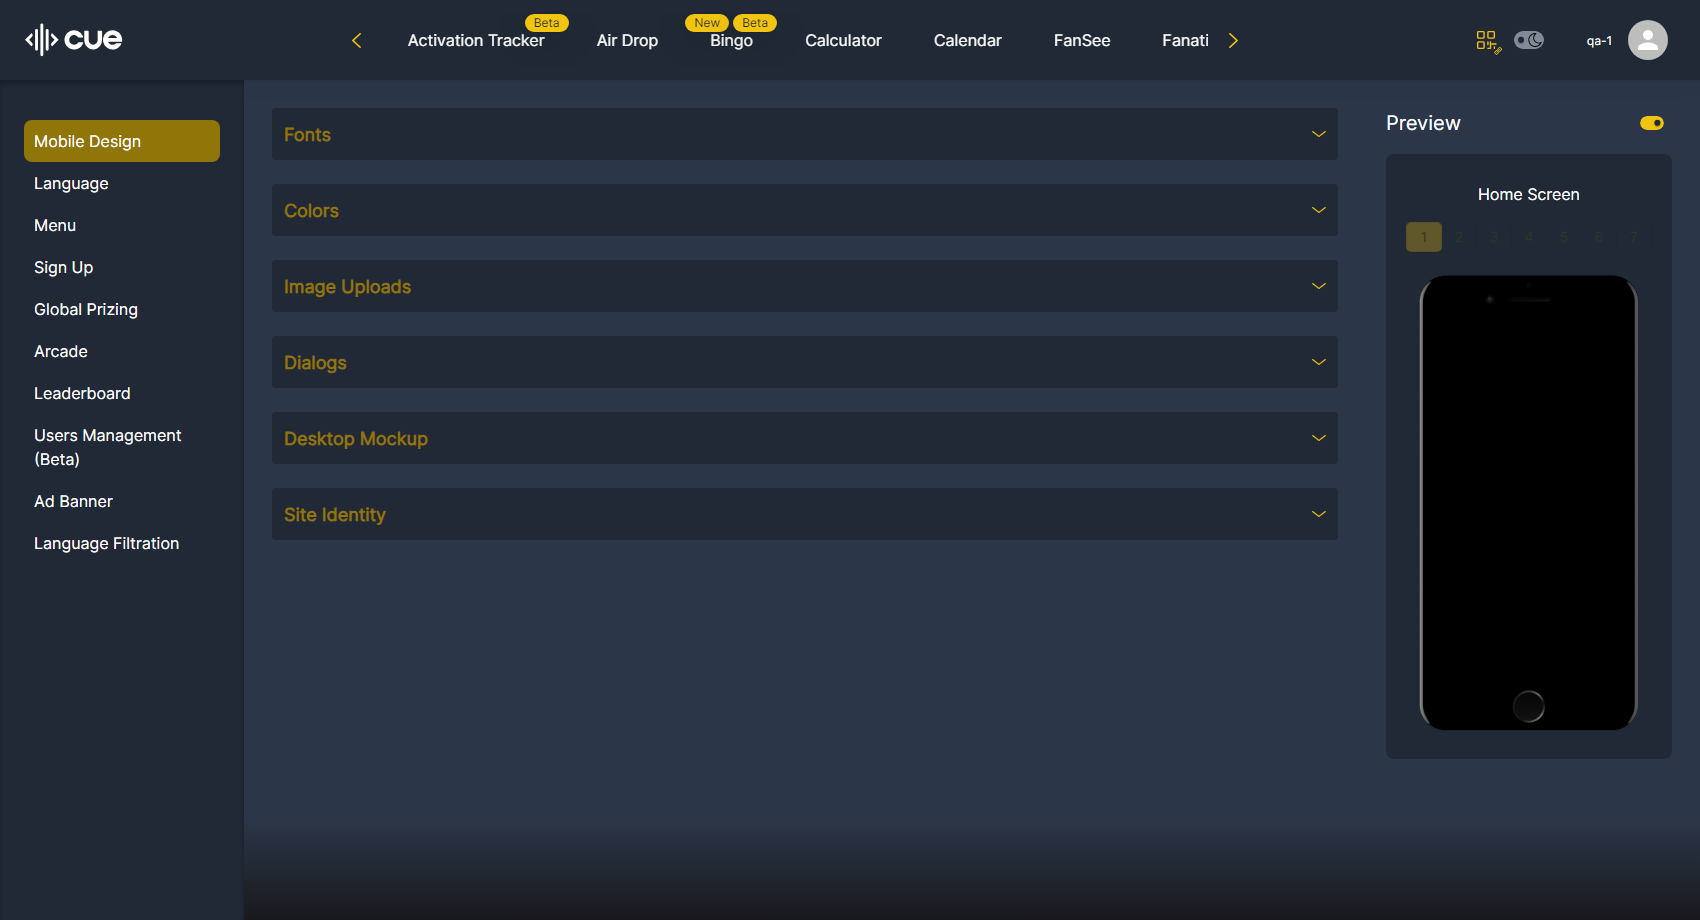 cue
Beta
New
Beta
Activation Tracker
Air Drop
Bingo
Calculator
Calendar
FanSee
Fanati
qa-1
Mobile Design
Language
Menu
Sign Up
Global Prizing
Arcade
Leaderboard
Users Management
(Beta)
Ad Banner
Language Filtration
Fonts
Colors
Image Uploads
Dialogs
Desktop Mockup
Site Identity
Preview
Home Screen
1 2 3 4 5 6 7